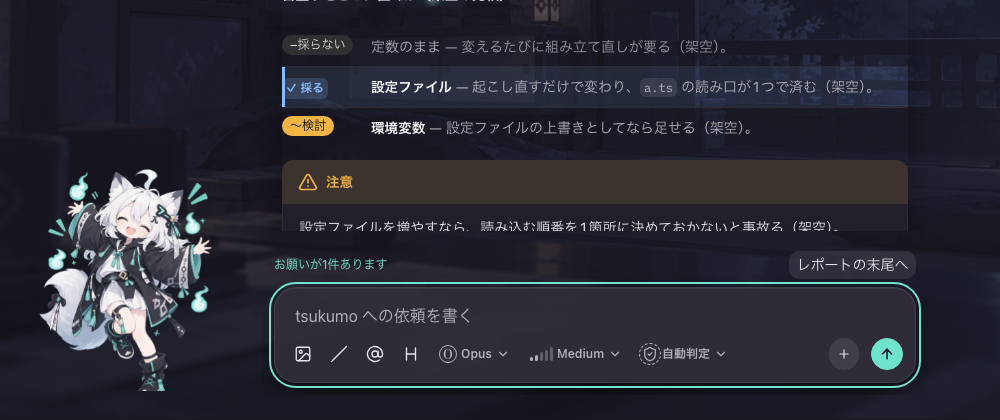 –採らない 定数のまま — 変えるたびに組み立て直しが要る（架空）。
✓ 採る 設定ファイル — 起こし直すだけで変わり、 a.ts の読み口が1つで済む（架空）。
～検討 環境変数 — 設定ファイルの上書きとしてなら足せる（架空）。
注意
設定ファイルを増やすなら、読み込む順番を1箇所に決めておかないと事故る（架空）。
お願いが1件あります
レポートの末尾へ
tsukumo への依頼を書く
Opus Medium 自動判定